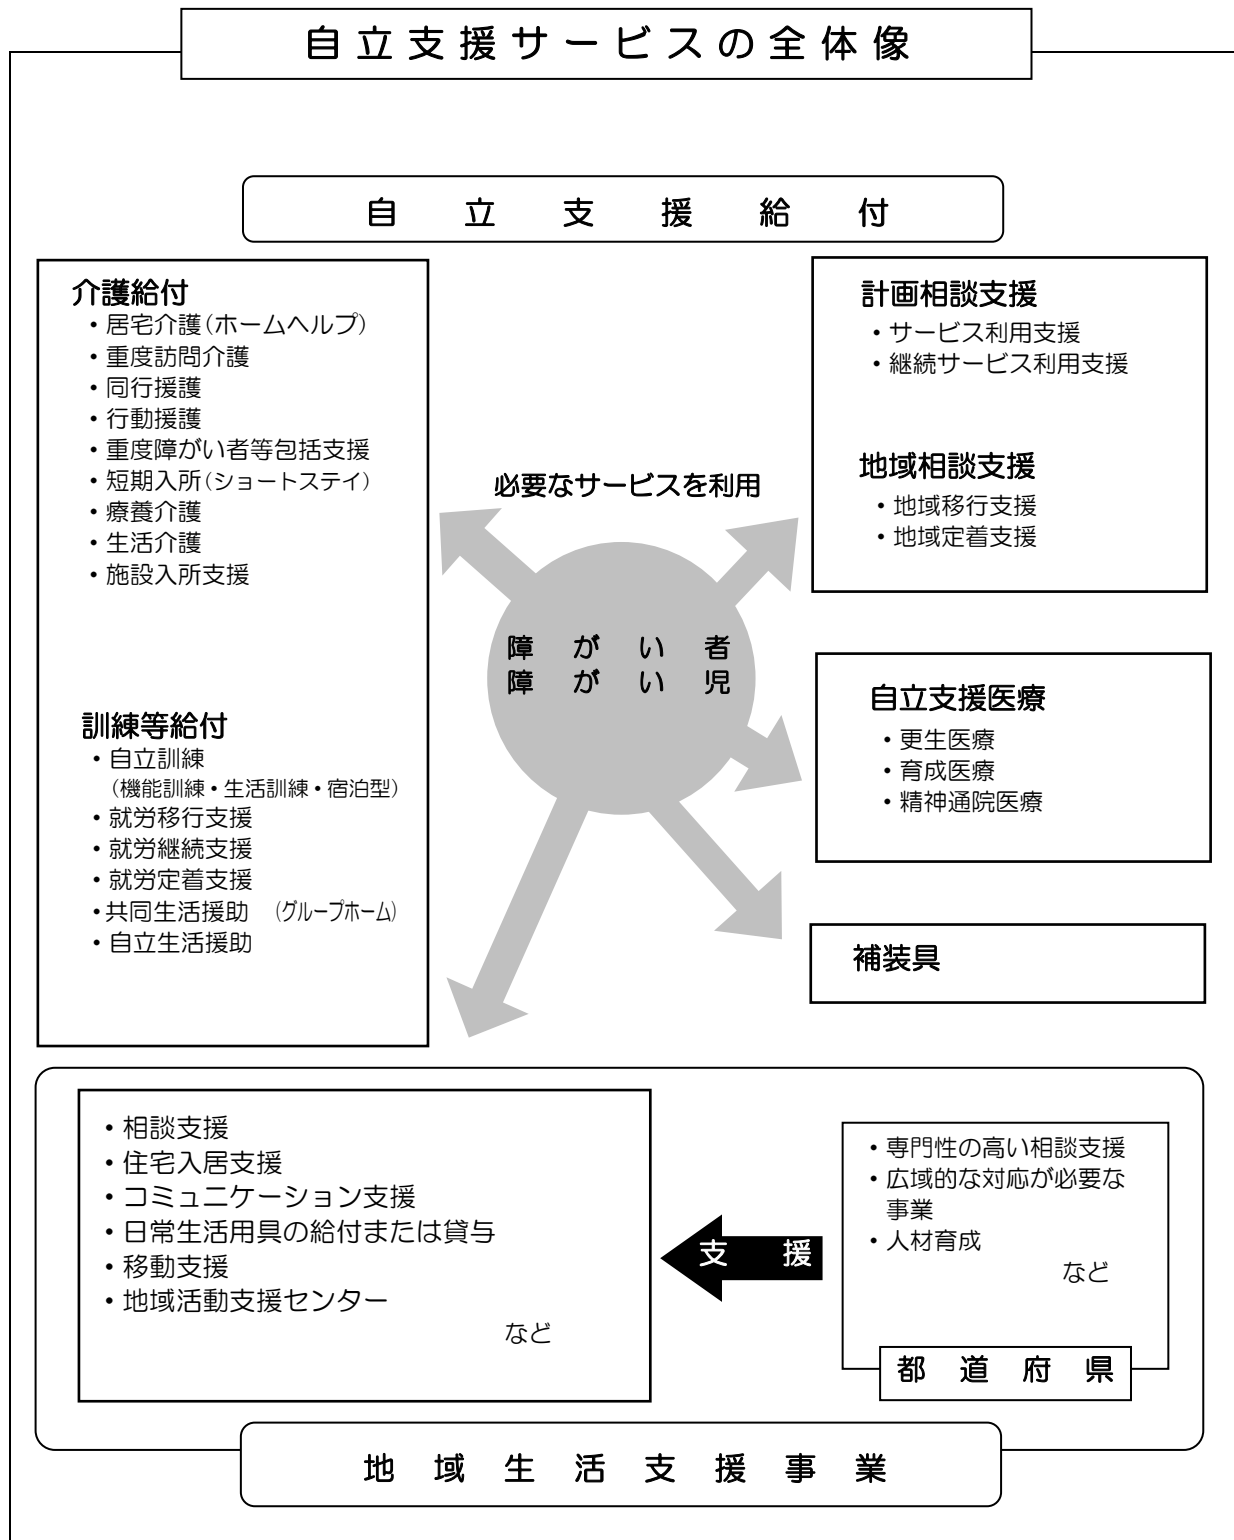 自立支援サービスの全体像
自立支援給付
介護給付
・居宅介護(ホームヘルプ)
・重度訪問介護
・同行援護
・行動援護
・重度障がい者等包括支援
・短期入所(ショートステイ)
・療養介護
・生活介護
・施設入所支援
訓練等給付
・自立訓練
(機能訓練・生活訓練・宿泊型)
・就労移行支援
・就労継続支援
・就労定着支援
・共同生活援助 (グループホーム)
・自立生活援助
必要なサービスを利用
障がい者
障がい児
計画相談支援
・サービス利用支援
・継続サービス利用支援
地域相談支援
・地域移行支援
・地域定着支援
自立支援医療
・更生医療
・育成医療
・精神通院医療
補装具
・相談支援
・住宅入居支援
・コミュニケーション支援
・日常生活用具の給付または貸与
・移動支援
・地域活動支援センター
など
支援
・専門性の高い相談支援
・広域的な対応が必要な
事業
・人材育成
など
都道府県
地域生活支援事業